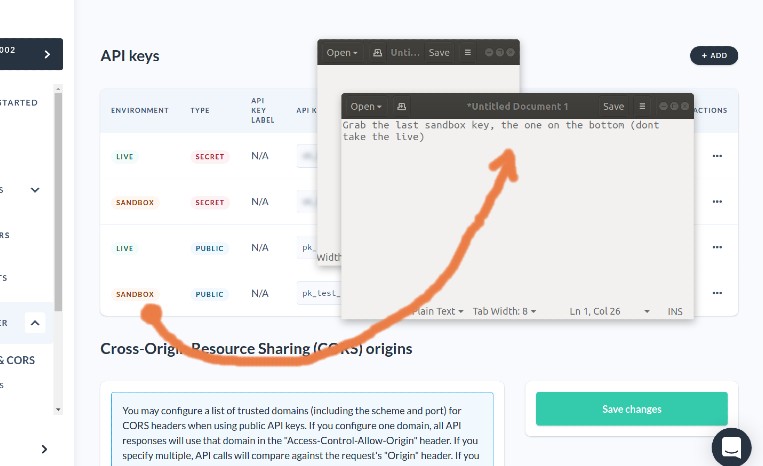 002
API keys
+ ADD
Open
Unti...
Save
STARTED
ENVIRONMENT
TYPE
API
KEY
LABEL
API K
ACTIONS
Open
*Untitled Document 1
Save
Grab the last sandbox key, the one on the bottom (dont
take the live)
LIVE
SECRET
N/A
SANDBOX
SECRET
N/A
S
ORS
LIVE
PUBLIC
N/A
pk_
Width
TS
SANDBOX
PUBLIC
N/A
pk_test_
Plain Text
Tab Width: 8
Ln 1, Col 26
INS
ER
Cross-Origin Resource Sharing (CORS) origins
& CORS
s
You may configure a list of trusted domains (including the scheme and port) for
CORS headers when using public API keys. If you configure one domain, all API
responses will use that domain in the "Access-Control-Allow-Origin" header. If you
specify multiple, API calls will compare against the request's "Origin" header. If you
Save changes